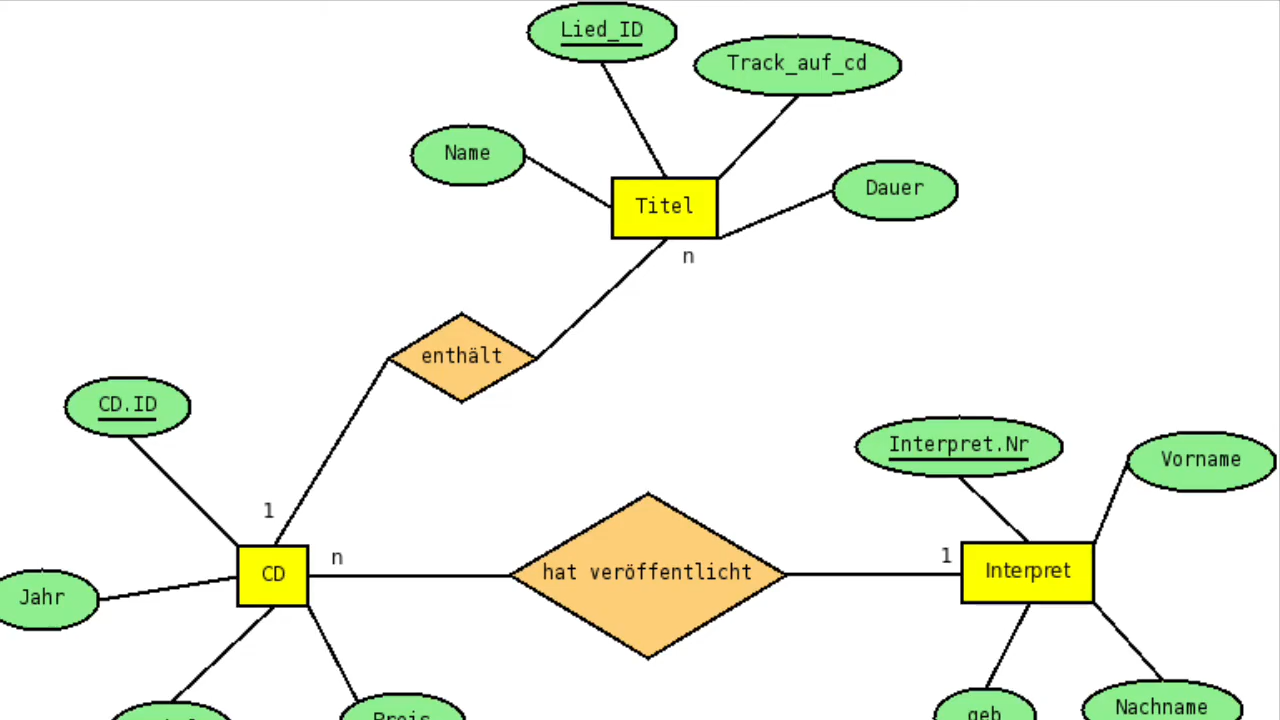 Lied_ID
Track_auf_cd
Name
Dauer
Titel
n
enthält
CD.ID
Interpret.Nr
Vorname
1
n
1
CD
hat veröffentlicht
Interpret
Jahr
Nachname
geb
Preis